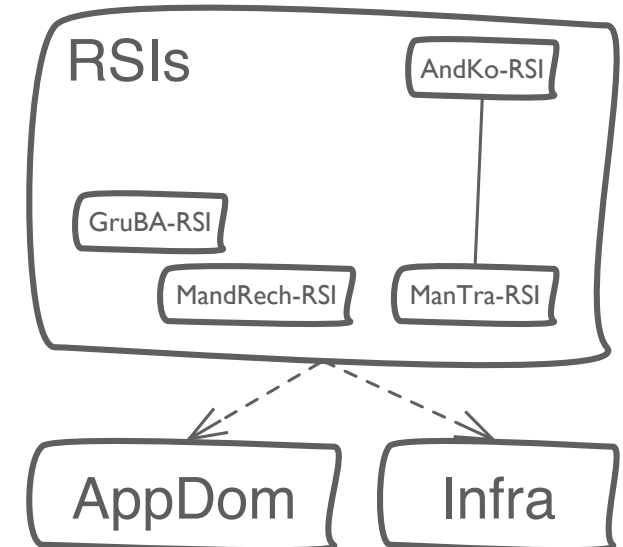 RSIs
AndKo-RSI
GruBA-RSI
MandRech-RSI
ManTra-RSI
AppDom
Infra